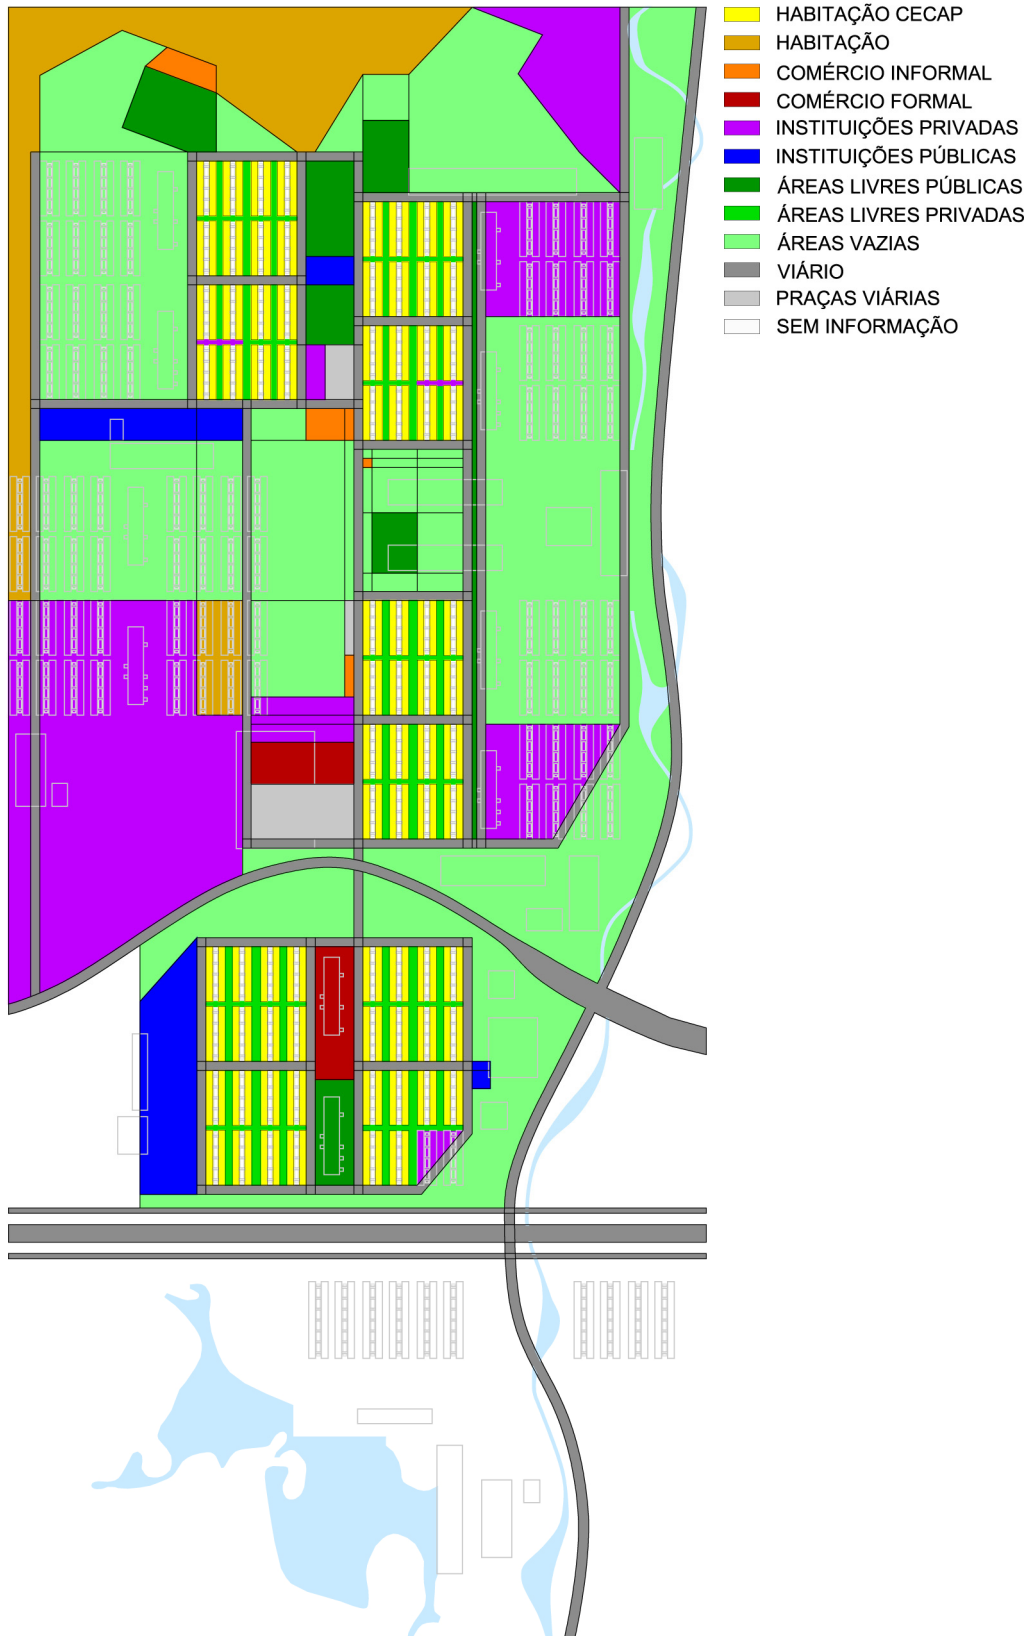 HABITAÇÃO CECAP
HABITAÇÃO
COMÉRCIO INFORMAL
COMÉRCIO FORMAL
INSTITUIÇÕES PRIVADAS
INSTITUIÇÕES PÚBLICAS
ÁREAS LIVRES PÚBLICAS
ÁREAS LIVRES PRIVADAS
ÁREAS VAZIAS
VIÁRIO
PRAÇAS VIÁRIAS
SEM INFORMAÇÃO